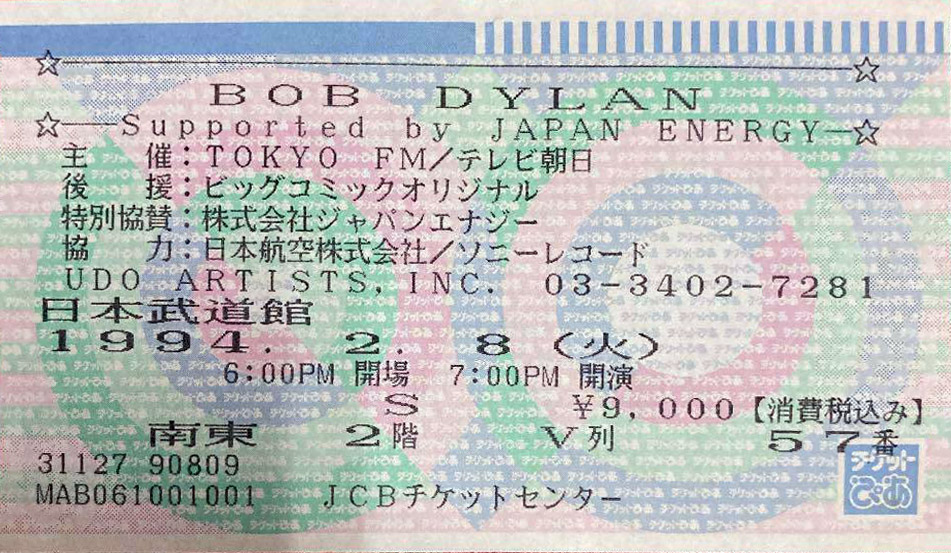 BOB DYLAN
Supported by JAPAN ENERGY
主 催：TOKYO FM／テレビ朝日
後 援：ビッグコミックオリジナル
特別協賛：株式会社ジャパンエナジー
協 力：日本航空株式会社／ソニーレコード
UDO ARTISTS, INC. 03-3402-7281
日本武道館
1994. 2. 8 (火)
6:00PM 開場 7:00PM 開演
S ￥9,000【消費税込み】
南東 2階 V列 57番
31127 90809
MAB061001001 JCBチケットセンター
チケット
ぴあ